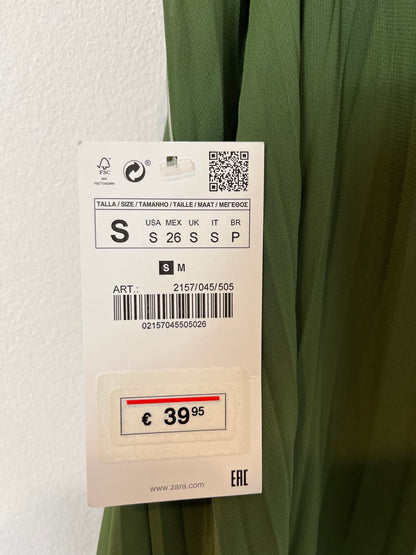 FSC
TALLA / SIZE / TAMANHO / TAILLE / MAAT / ΜΕΓΕΘΟΣ
S
USA MEX UK IT BR
S 26 S S P
S M
ART.: 2157/045/505
02157045505026
€ 39 95
www.zara.com
EAC